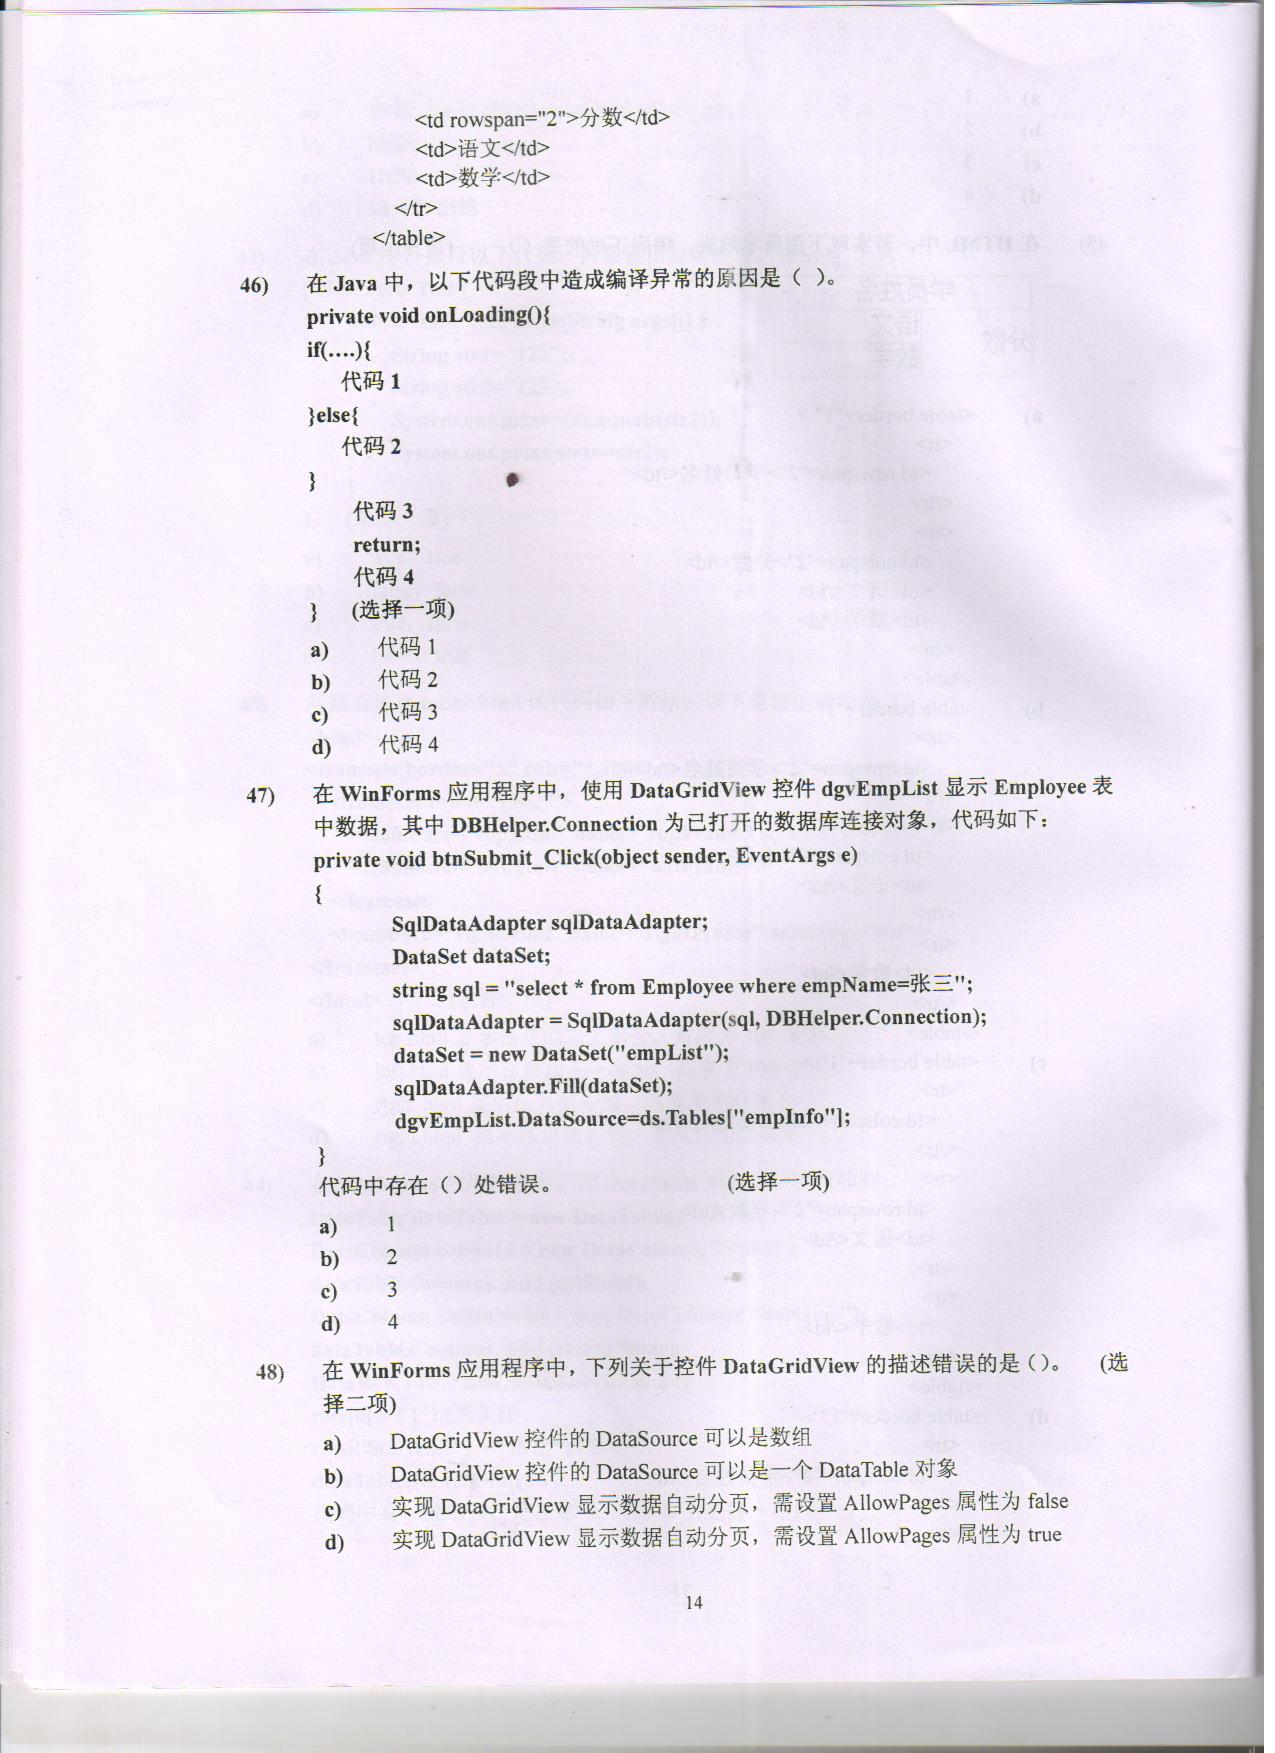 <td rowspan="2">分数</td>
<td>语文</td>
<td>数学</td>
</tr>
</table>
46) 在 Java 中，以下代码段中造成编译异常的原因是（ ）。
private void onLoading(){
if(….){
代码 1
}else{
代码 2
}
代码 3
return;
代码 4
} (选择一项)
a) 代码 1
b) 代码 2
c) 代码 3
d) 代码 4
47) 在 WinForms 应用程序中，使用 DataGridView 控件 dgvEmpList 显示 Employee 表
中数据，其中 DBHelper.Connection 为已打开的数据库连接对象，代码如下：
private void btnSubmit_Click(object sender, EventArgs e)
{
SqlDataAdapter sqlDataAdapter;
DataSet dataSet;
string sql = "select * from Employee where empName=张三";
sqlDataAdapter = SqlDataAdapter(sql, DBHelper.Connection);
dataSet = new DataSet("empList");
sqlDataAdapter.Fill(dataSet);
dgvEmpList.DataSource=ds.Tables["empInfo"];
}
代码中存在（）处错误。 (选择一项)
a) 1
b) 2
c) 3
d) 4
48) 在 WinForms 应用程序中，下列关于控件 DataGridView 的描述错误的是（）。 (选
择二项)
a) DataGridView 控件的 DataSource 可以是数组
b) DataGridView 控件的 DataSource 可以是一个 DataTable 对象
c) 实现 DataGridView 显示数据自动分页，需设置 AllowPages 属性为 false
d) 实现 DataGridView 显示数据自动分页，需设置 AllowPages 属性为 true
14